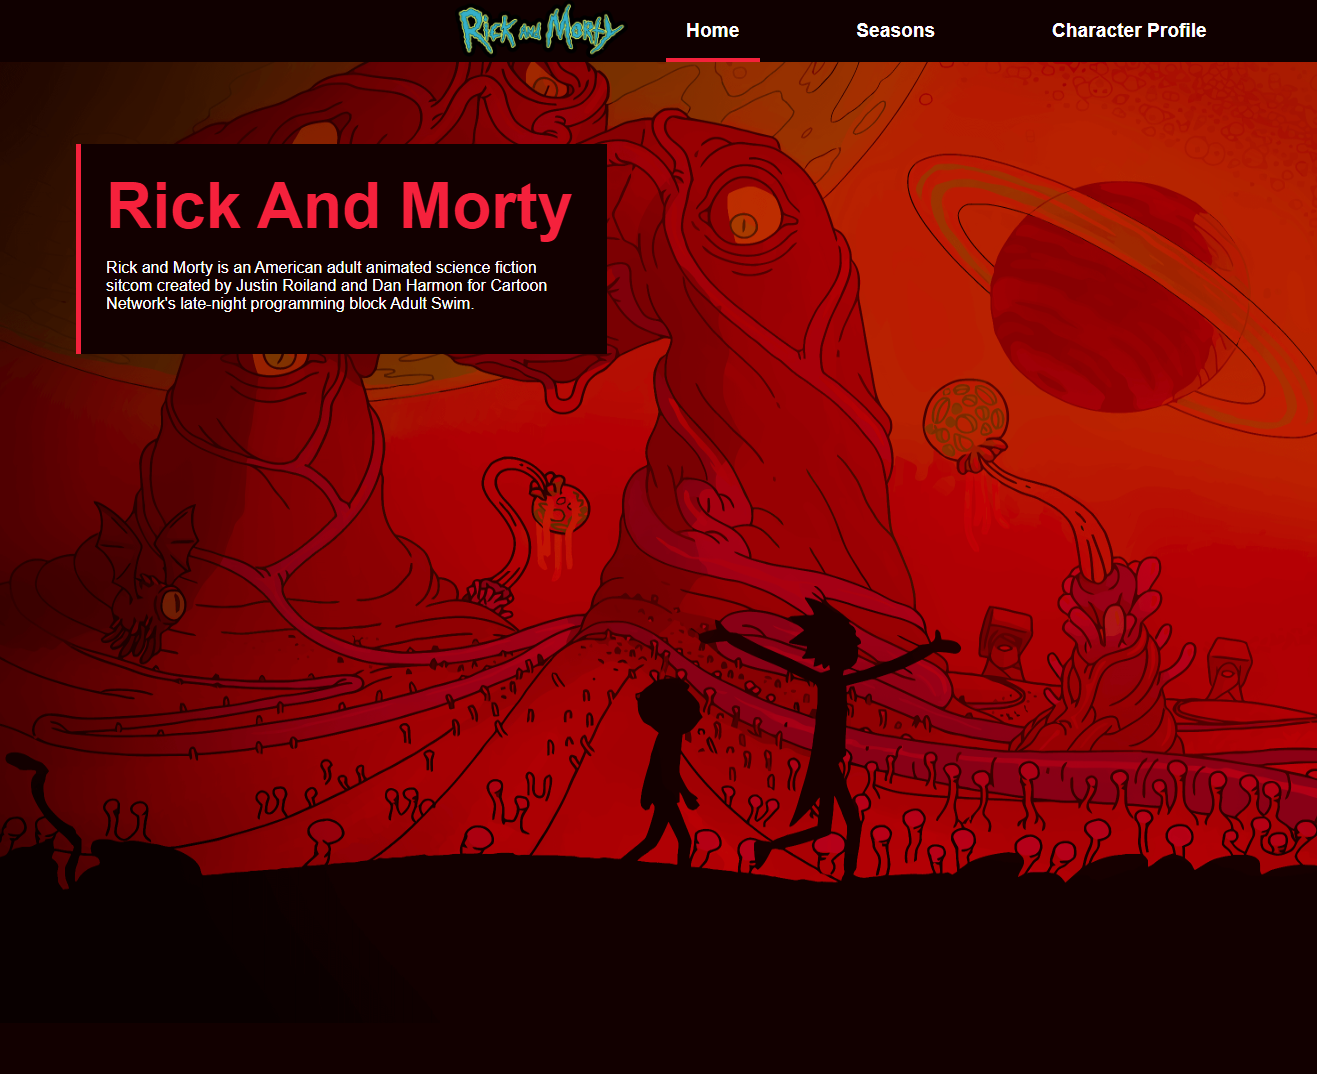 Rick and Morty
Home
Seasons
Character Profile
Rick And Morty
Rick and Morty is an American adult animated science fiction
sitcom created by Justin Roiland and Dan Harmon for Cartoon
Network's late-night programming block Adult Swim.